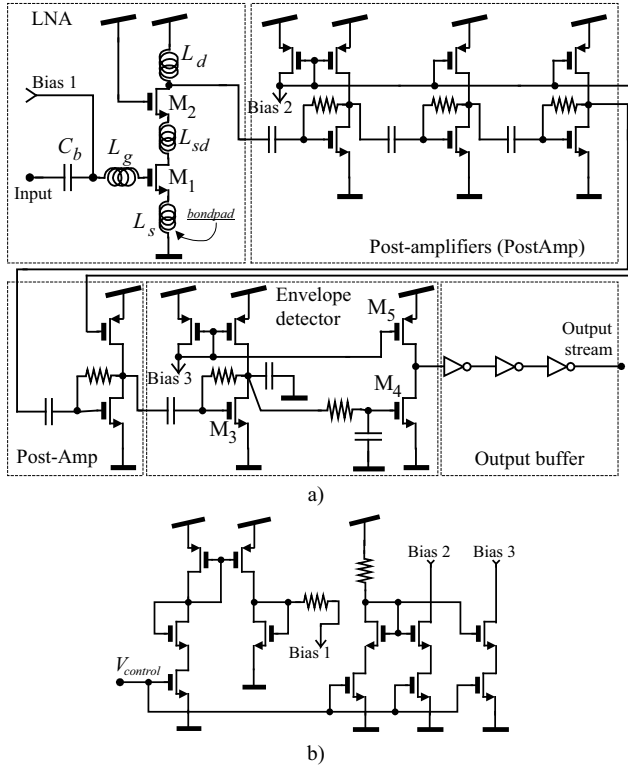 LNA
L_d
Bias 1
M_2
Bias 2
C_b
L_g
L_sd
M_1
Input
L_s
bondpad
Post-amplifiers (PostAmp)
Envelope
detector
M_5
Output
stream
Bias 3
M_4
M_3
Post-Amp
Output buffer
a)
Bias 2
Bias 3
Bias 1
V_control
b)